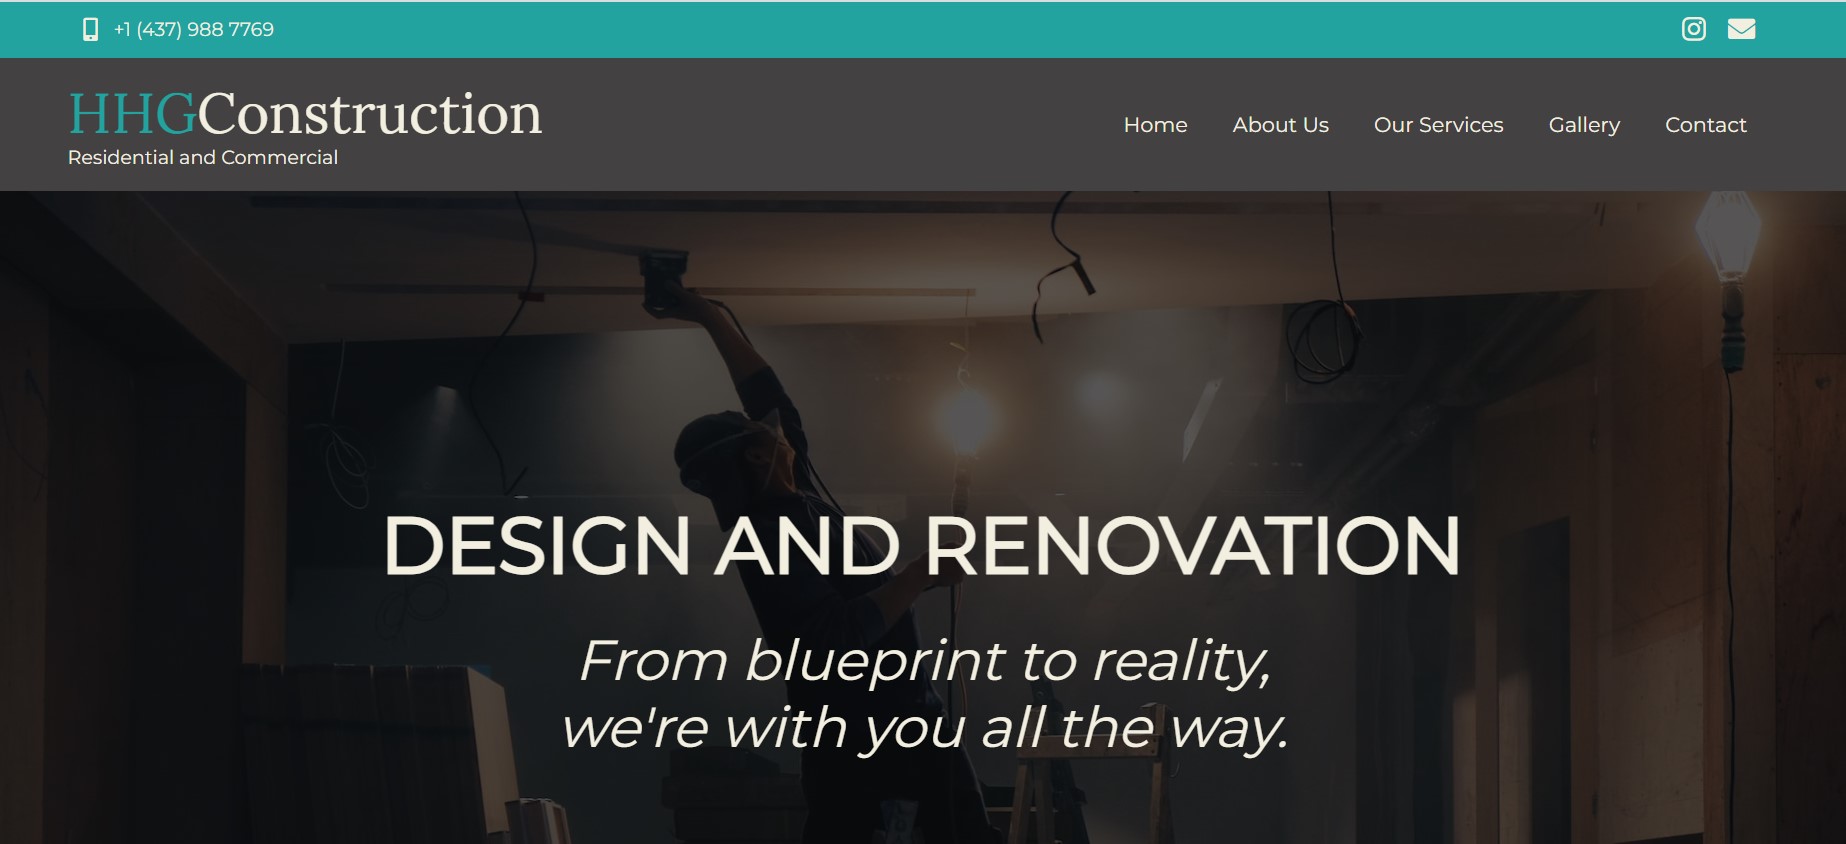 +1 (437) 988 7769
HHGConstruction
Residential and Commercial
Home About Us Our Services Gallery Contact
DESIGN AND RENOVATION
From blueprint to reality,
we're with you all the way.